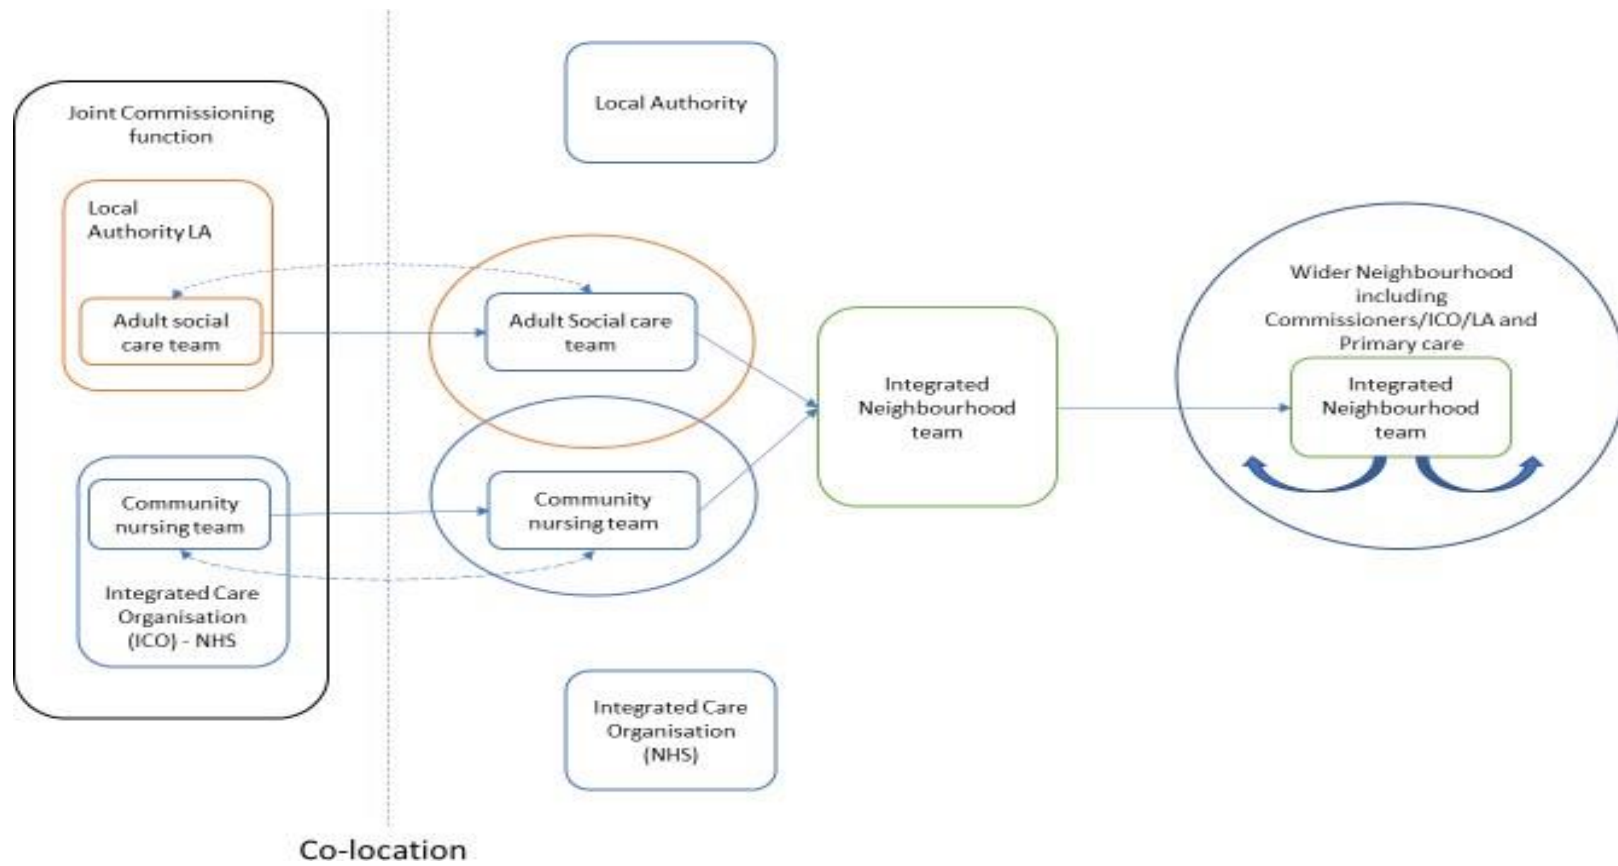 Joint Commissioning
function
Local
Authority LA
Adult social
care team
Community
nursing team
Integrated Care
Organisation
(ICO) - NHS
Co-location
Local Authority
Adult Social care
team
Community
nursing team
Integrated Care
Organisation
(NHS)
Integrated
Neighbourhood
team
Wider Neighbourhood
including
Commissioners/ICO/LA and
Primary care
Integrated
Neighbourhood
team